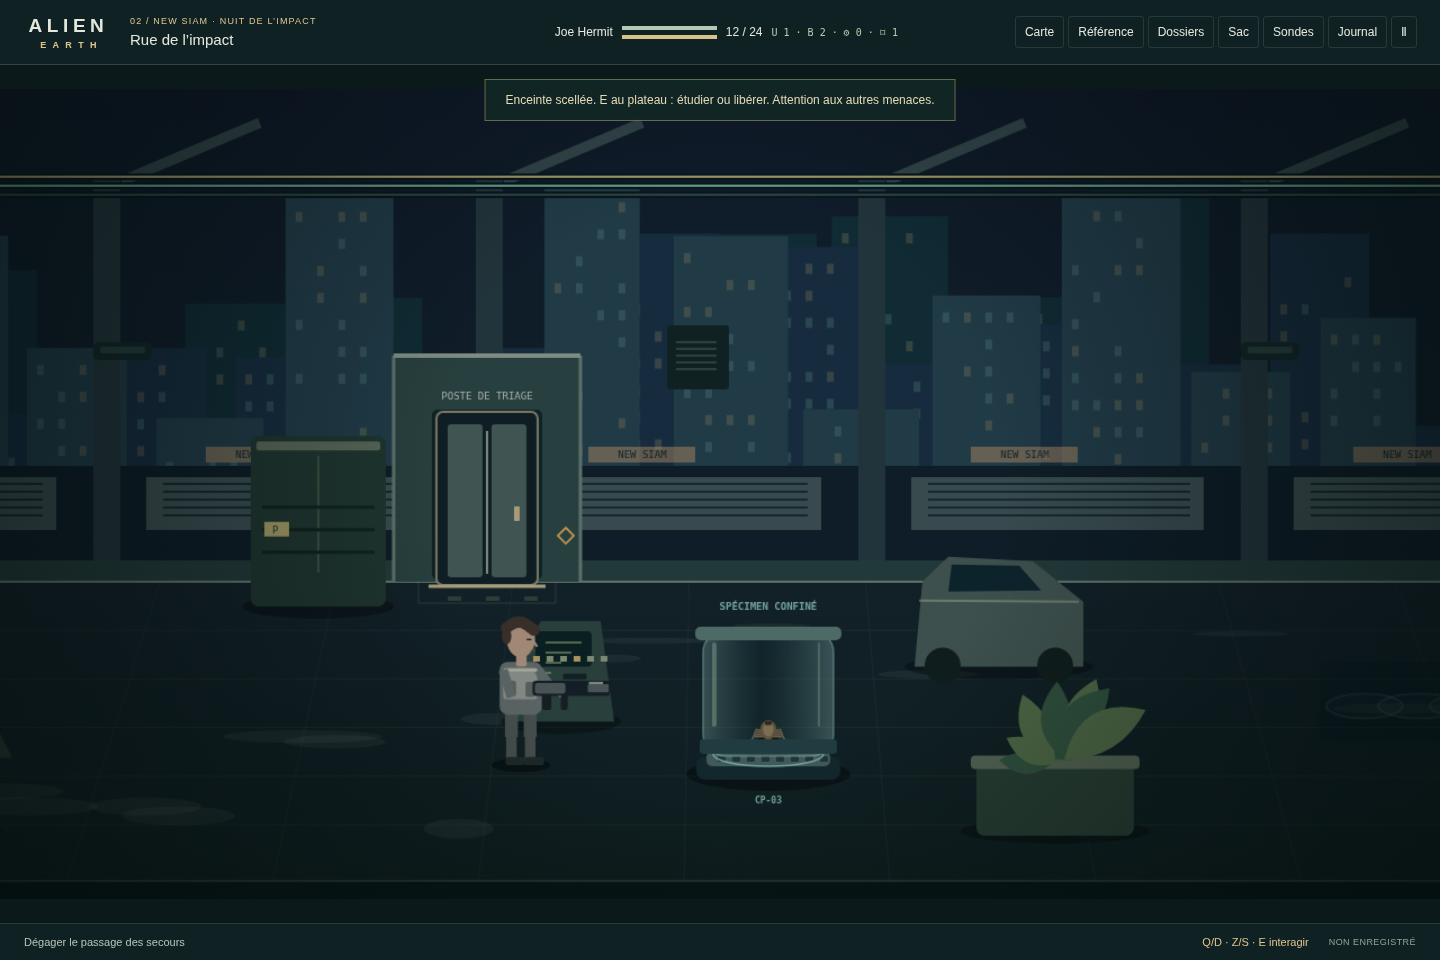 ALIEN
EARTH
02 / NEW SIAM · NUIT DE L'IMPACT
Rue de l’impact
Joe Hermit
12 / 24
U 1 · B 2 · ⚙ 0 · ⌑ 1
Carte
Référence
Dossiers
Sac
Sondes
Journal
II
Enceinte scellée. E au plateau : étudier ou libérer. Attention aux autres menaces.
POSTE DE TRIAGE
NEW
NEW SIAM
NEW SIAM
NEW SIAM
P
SPÉCIMEN CONFINÉ
CP-03
Dégager le passage des secours
Q/D · Z/S · E interagir
NON ENREGISTRÉ